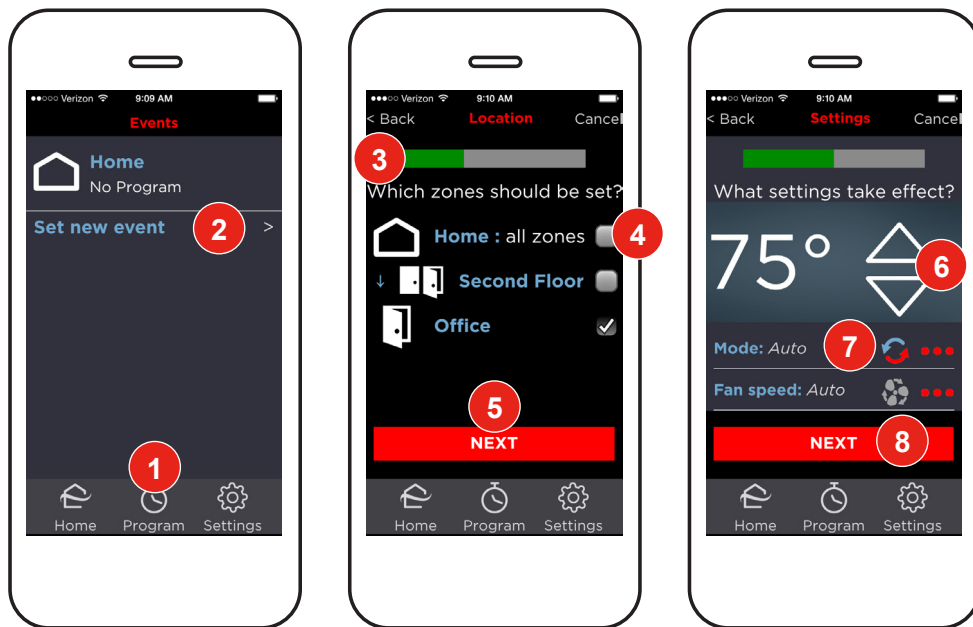 ●●○○○ Verizon 9:09 AM
Events
Home
No Program
Set new event 2 >
1
Home Program Settings
●●●○○ Verizon 9:10 AM
< Back Location Cancel
3
Which zones should be set?
Home : all zones 4
↓ Second Floor
Office
5
NEXT
Home Program Settings
●●●○○ Verizon 9:10 AM
< Back Settings Cancel
What settings take effect?
75° 6
Mode: Auto 7
Fan speed: Auto
NEXT 8
Home Program Settings